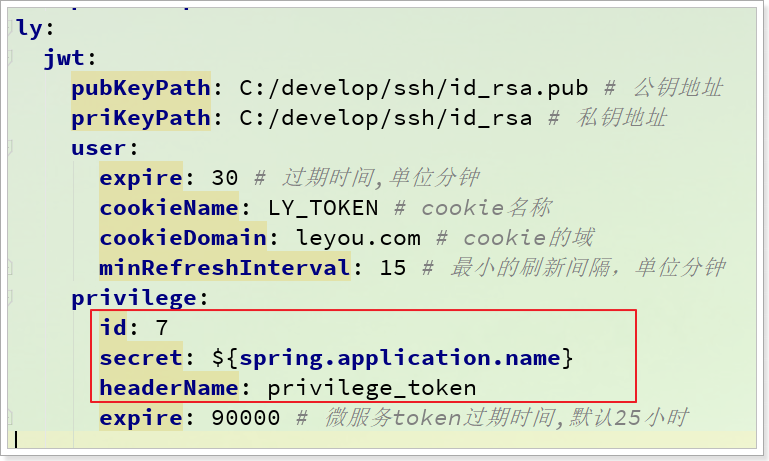 ly:
jwt:
pubKeyPath: C:/develop/ssh/id_rsa.pub # 公钥地址
priKeyPath: C:/develop/ssh/id_rsa # 私钥地址
user:
expire: 30 # 过期时间,单位分钟
cookieName: LY_TOKEN # cookie名称
cookieDomain: leyou.com # cookie的域
minRefreshInterval: 15 # 最小的刷新间隔，单位分钟
privilege:
id: 7
secret: ${spring.application.name}
headerName: privilege_token
expire: 90000 # 微服务token过期时间,默认25小时